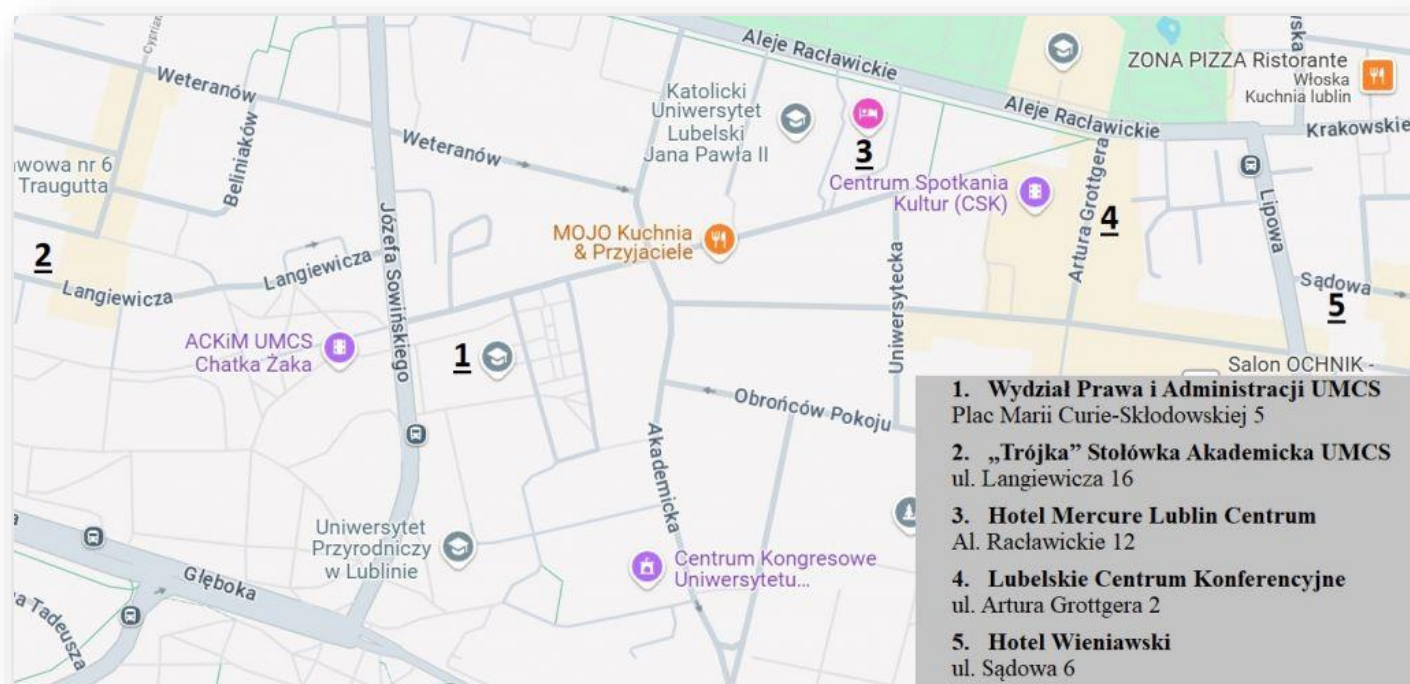 Cyprian
Weteranów
Beliniaków
wowa nr 6
Traugutta
2
Langiewicza
Langiewicza
Józefa Sowińskiego
ACKiM UMCS
Chatka Żaka
1
Weteranów
Katolicki
Uniwersytet
Lubelski
Jana Pawła II
3
Aleje Racławickie
Aleje Racławickie
MOJO Kuchnia
& Przyjaciele
Centrum Spotkania
Kultur (CSK)
Uniwersytecka
Artura Grottgera
4
ZONA PIZZA Ristorante
Włoska
Kuchnia lublin
Krakowskie
Lipowa
Sądowa
5
Salon OCHNIK -
Obrońców Pokoju
Akademicka
Uniwersytet
Przyrodniczy
w Lublinie
Centrum Kongresowe
Uniwersytetu...
Głęboka
Tadeusza
1. Wydział Prawa i Administracji UMCS
Plac Marii Curie-Skłodowskiej 5
2. „Trójka” Stołówka Akademicka UMCS
ul. Langiewicza 16
3. Hotel Mercure Lublin Centrum
Al. Racławickie 12
4. Lubelskie Centrum Konferencyjne
ul. Artura Grottgera 2
5. Hotel Wieniawski
ul. Sądowa 6